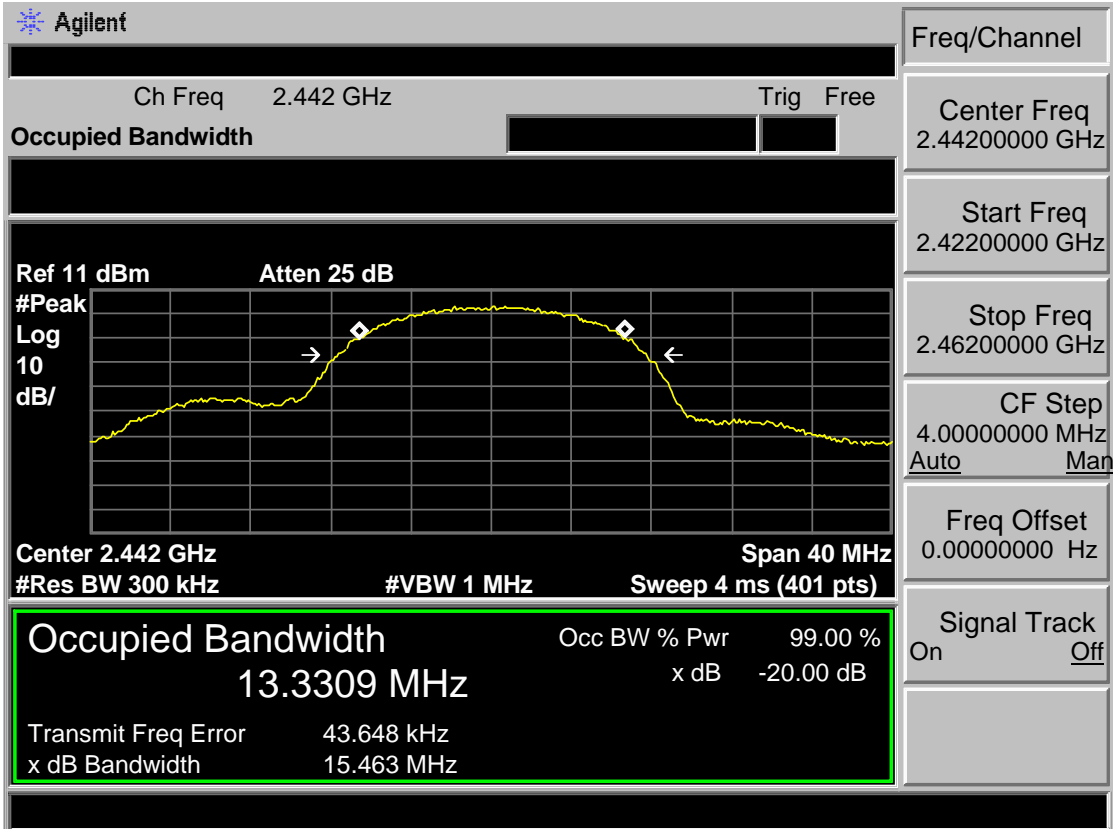 Agilent
Freq/Channel
Ch Freq 2.442 GHz Trig Free
Occupied Bandwidth
Center Freq
2.44200000 GHz
Start Freq
2.42200000 GHz
Stop Freq
2.46200000 GHz
CF Step
4.00000000 MHz
Auto Man
Freq Offset
0.00000000 Hz
Signal Track
On Off
Ref 11 dBm Atten 25 dB
#Peak
Log
10
dB/
Center 2.442 GHz Span 40 MHz
#Res BW 300 kHz #VBW 1 MHz Sweep 4 ms (401 pts)
Occupied Bandwidth Occ BW % Pwr 99.00 %
13.3309 MHz x dB -20.00 dB
Transmit Freq Error 43.648 kHz
x dB Bandwidth 15.463 MHz